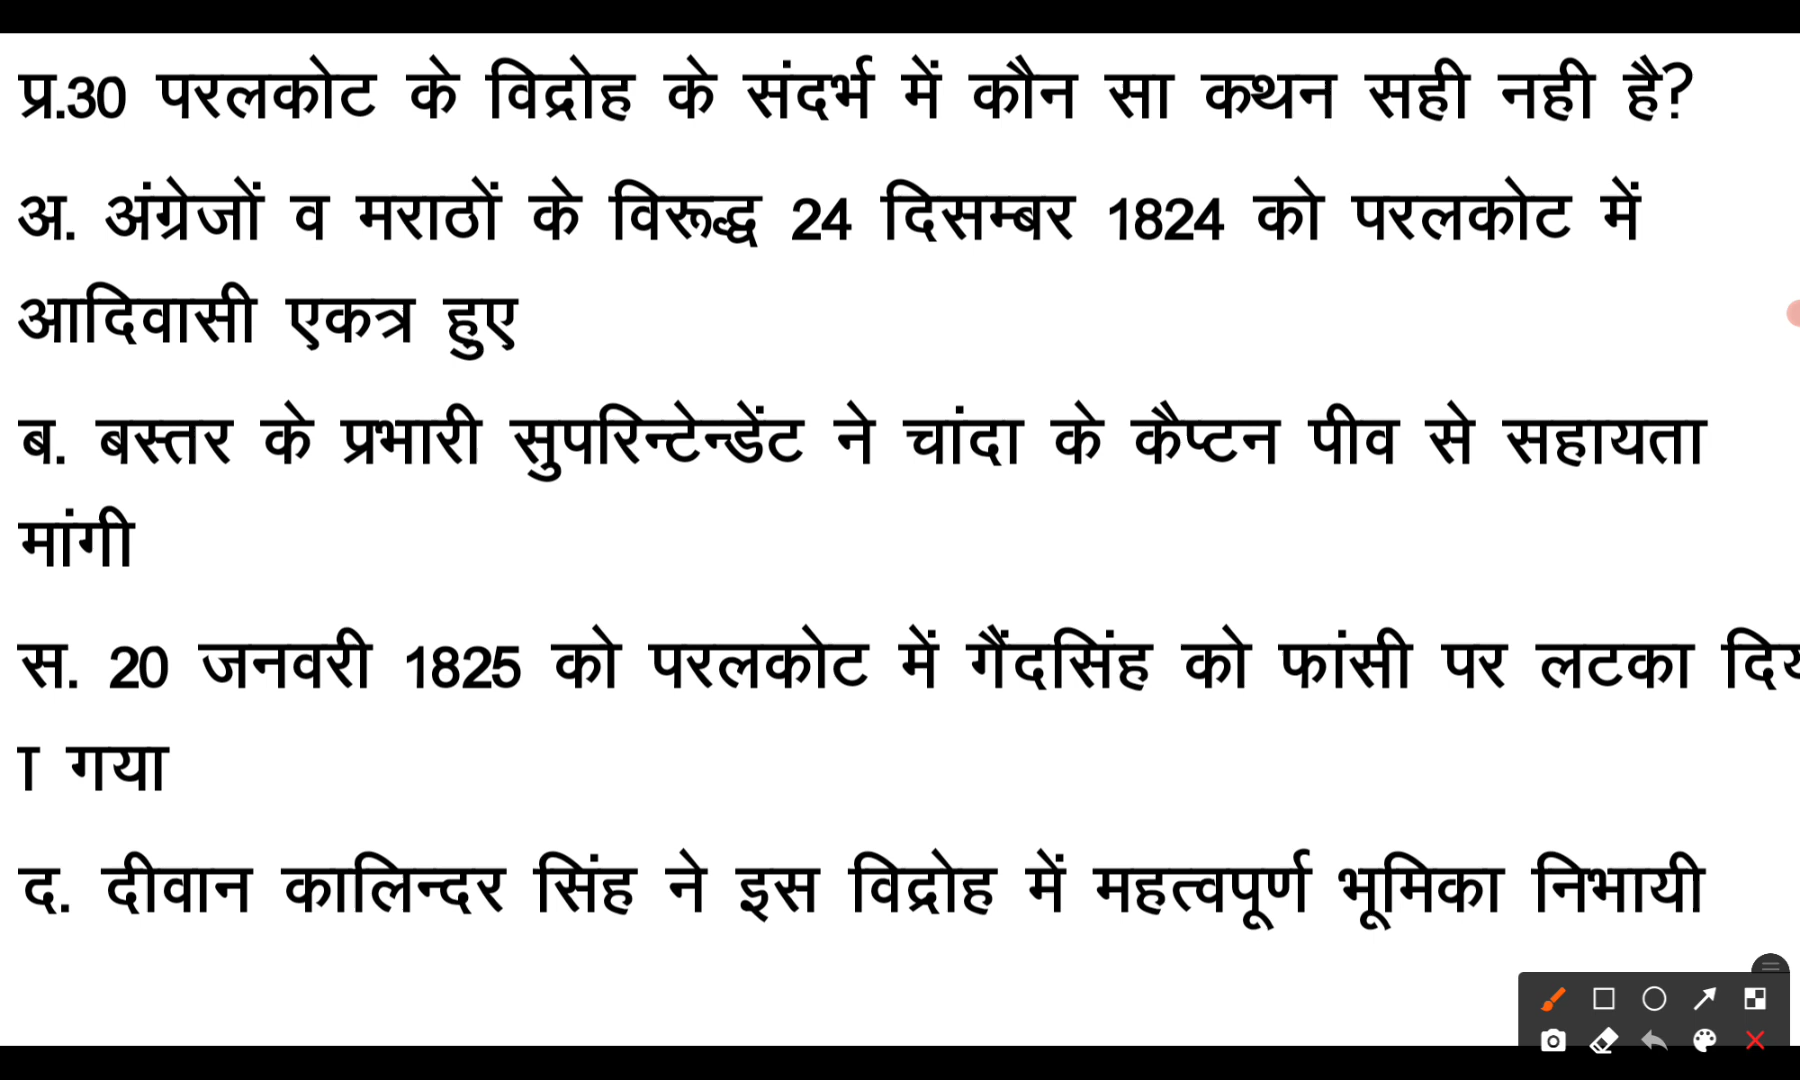 प्र.30 परलकोट के विद्रोह के संदर्भ में कौन सा कथन सही नही है?
अ. अंग्रेजों व मराठों के विरूद्ध 24 दिसम्बर 1824 को परलकोट में
आदिवासी एकत्र हुए
ब. बस्तर के प्रभारी सुपरिन्टेन्डेंट ने चांदा के कैप्टन पीव से सहायता
मांगी
स. 20 जनवरी 1825 को परलकोट में गैंदसिंह को फांसी पर लटका दिय
ा गया
द. दीवान कालिन्दर सिंह ने इस विद्रोह में महत्वपूर्ण भूमिका निभायी